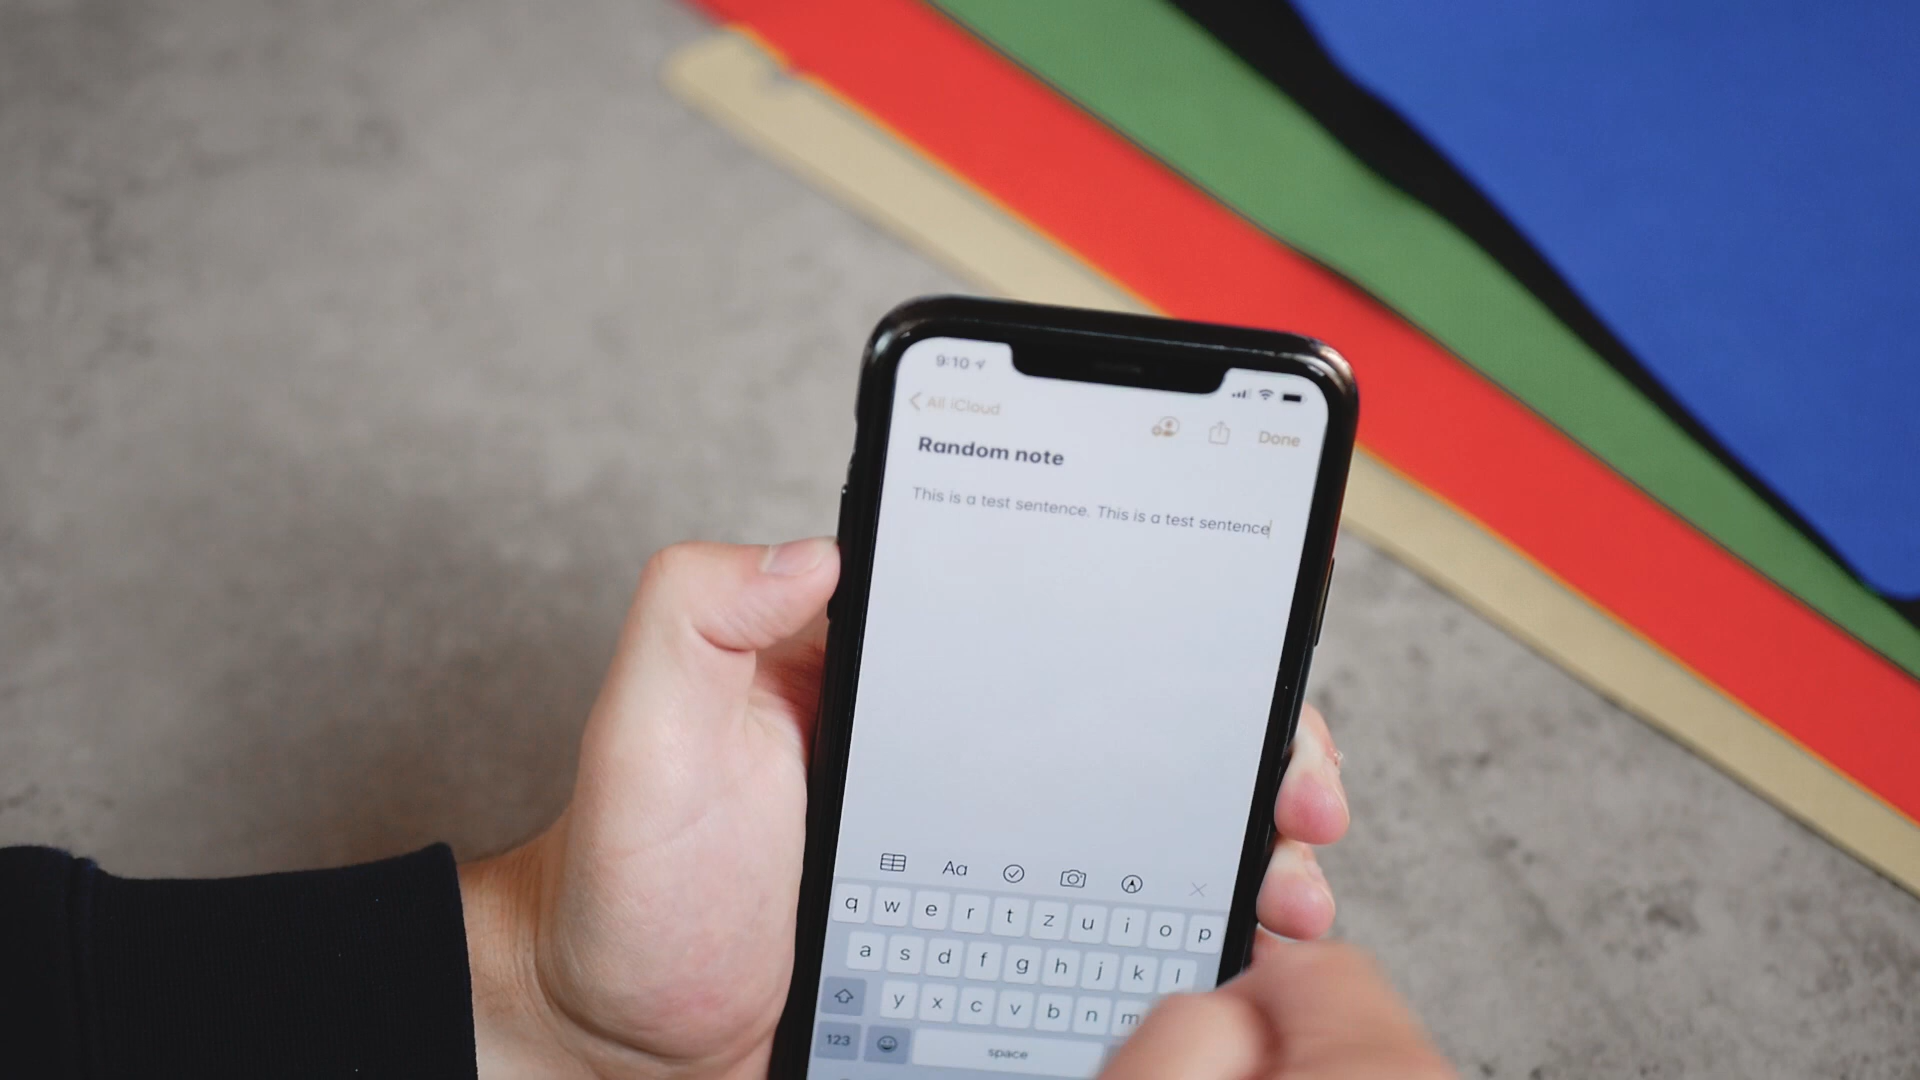 9:10
All iCloud
Done
Random note
This is a test sentence. This is a test sentence
Aa
q w e r t z u i o p
a s d f g h j k l
y x c v b n m
123 space